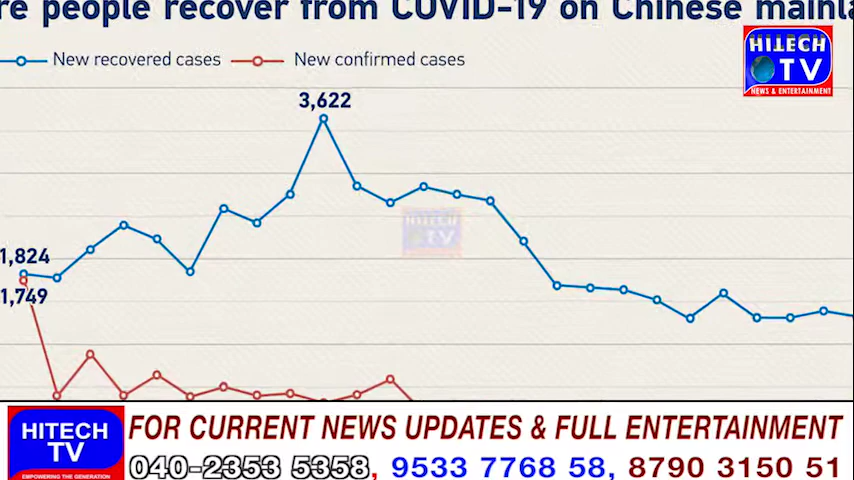 re people recover from COVID-19 on Chinese mainla
New recovered cases
New confirmed cases
HITECH
TV
NEWS & ENTERTAINMENT
3,622
HITECH
TV
1,824
1,749
HITECH
TV
EMPOWERING THE GENERATION
FOR CURRENT NEWS UPDATES & FULL ENTERTAINMENT
040-2353 5358, 9533 7768 58, 8790 3150 51